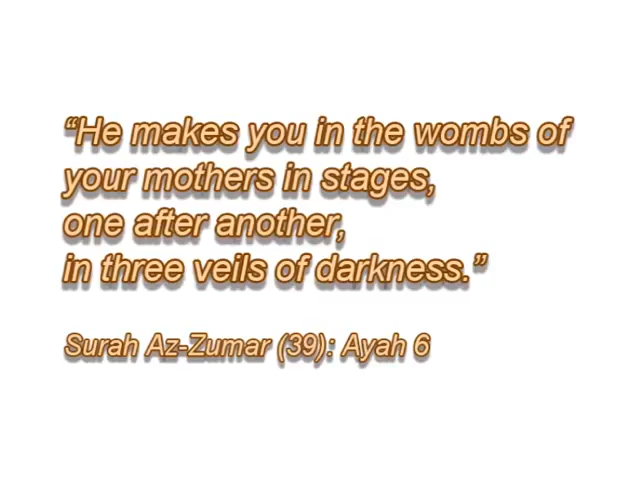 “He makes you in the wombs of
your mothers in stages,
one after another,
in three veils of darkness.”
Surah Az-Zumar (39): Ayah 6